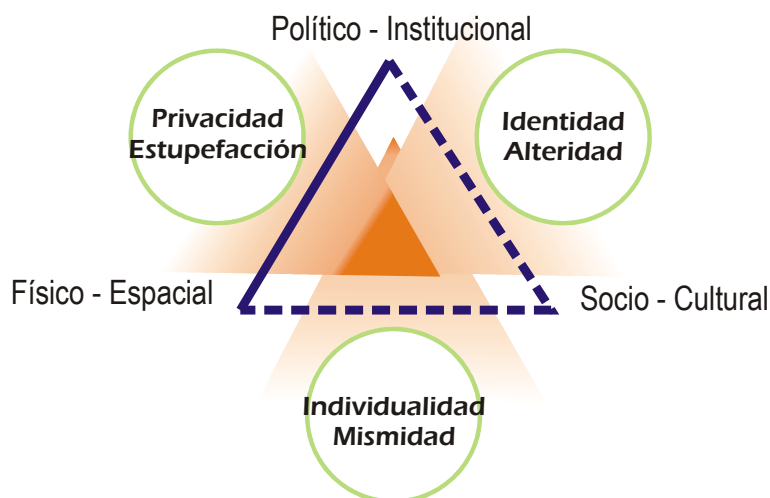 Político - Institucional
Privacidad
Estupefacción
Identidad
Alteridad
Físico - Espacial
Socio - Cultural
Individualidad
Mismidad